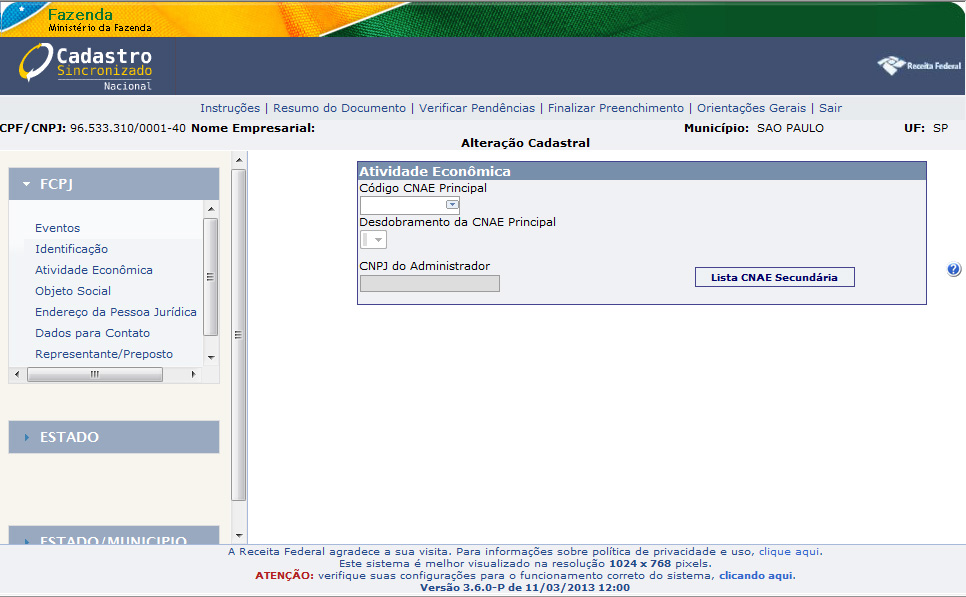 Fazenda
Ministério da Fazenda
Cadastro
Sincronizado
Nacional
Receita Federal
Instruções | Resumo do Documento | Verificar Pendências | Finalizar Preenchimento | Orientações Gerais | Sair
CPF/CNPJ: 96.533.310/0001-40 Nome Empresarial: Município: SAO PAULO UF: SP
Alteração Cadastral
FCPJ
Eventos
Identificação
Atividade Econômica
Objeto Social
Endereço da Pessoa Jurídica
Dados para Contato
Representante/Preposto
ESTADO
ESTADO/MUNICIPIO
Atividade Econômica
Código CNAE Principal
Desdobramento da CNAE Principal
CNPJ do Administrador
Lista CNAE Secundária
?
A Receita Federal agradece a sua visita. Para informações sobre política de privacidade e uso, clique aqui.
Este sistema é melhor visualizado na resolução 1024 x 768 pixels.
ATENÇÃO: verifique suas configurações para o funcionamento correto do sistema, clicando aqui.
Versão 3.6.0-P de 11/03/2013 12:00